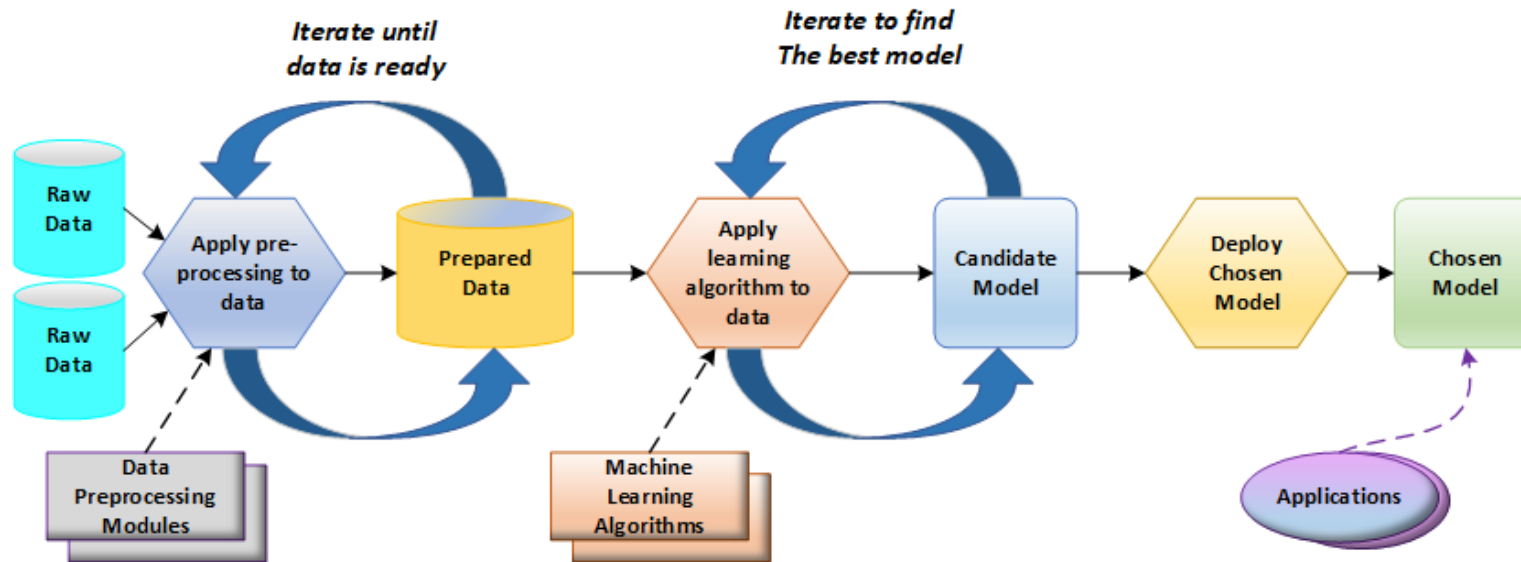 Iterate until
data is ready
Iterate to find
The best model
Raw
Data
Raw
Data
Apply pre-
processing to
data
Prepared
Data
Apply
learning
algorithm to
data
Candidate
Model
Deploy
Chosen
Model
Chosen
Model
Data
Preprocessing
Modules
Machine
Learning
Algorithms
Applications